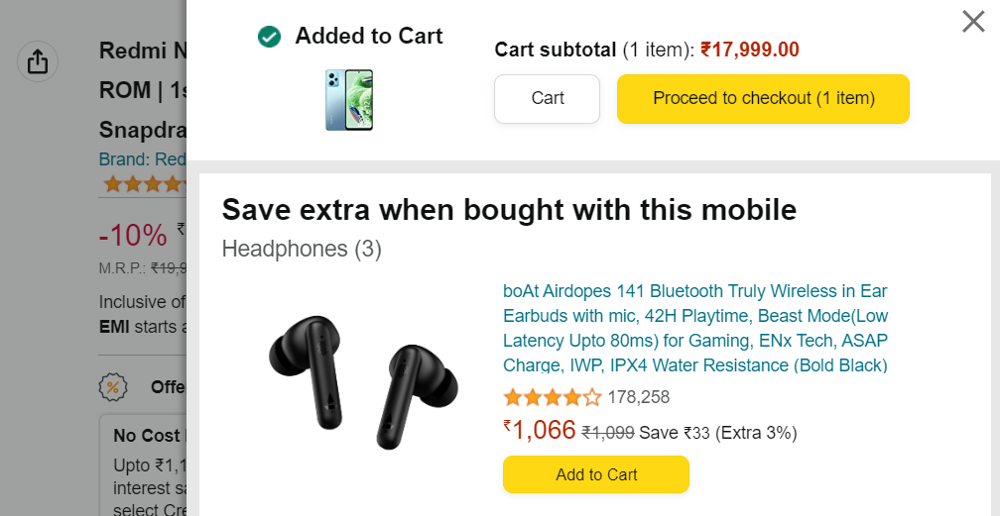 Redmi N
ROM | 1s
Snapdra
Brand: Red
-10% ₹
M.R.P.: ₹19,9
Inclusive of
EMI starts a
Offe
No Cost
Upto ₹1,1
interest sa
select Cre
Added to Cart
Cart subtotal (1 item): ₹17,999.00
Cart
Proceed to checkout (1 item)
Save extra when bought with this mobile
Headphones (3)
boAt Airdopes 141 Bluetooth Truly Wireless in Ear
Earbuds with mic, 42H Playtime, Beast Mode(Low
Latency Upto 80ms) for Gaming, ENx Tech, ASAP
Charge, IWP, IPX4 Water Resistance (Bold Black)
178,258
₹1,066 ₹1,099 Save ₹33 (Extra 3%)
Add to Cart